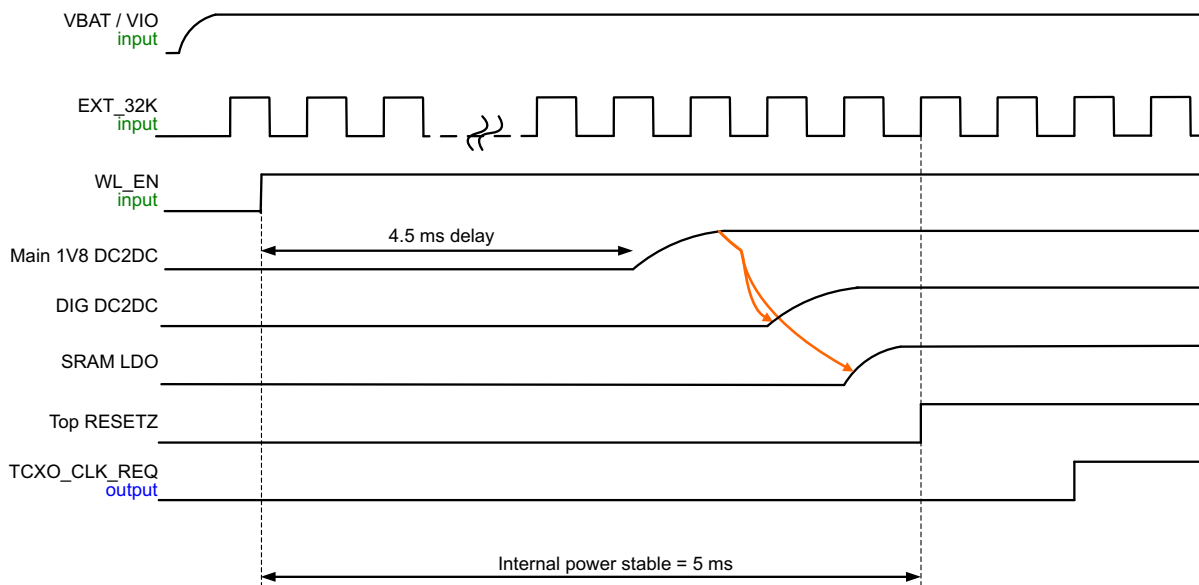 VBAT / VIO
input
EXT_32K
input
WL_EN
input
4.5 ms delay
Main 1V8 DC2DC
DIG DC2DC
SRAM LDO
Top RESETZ
TCXO_CLK_REQ
output
Internal power stable = 5 ms